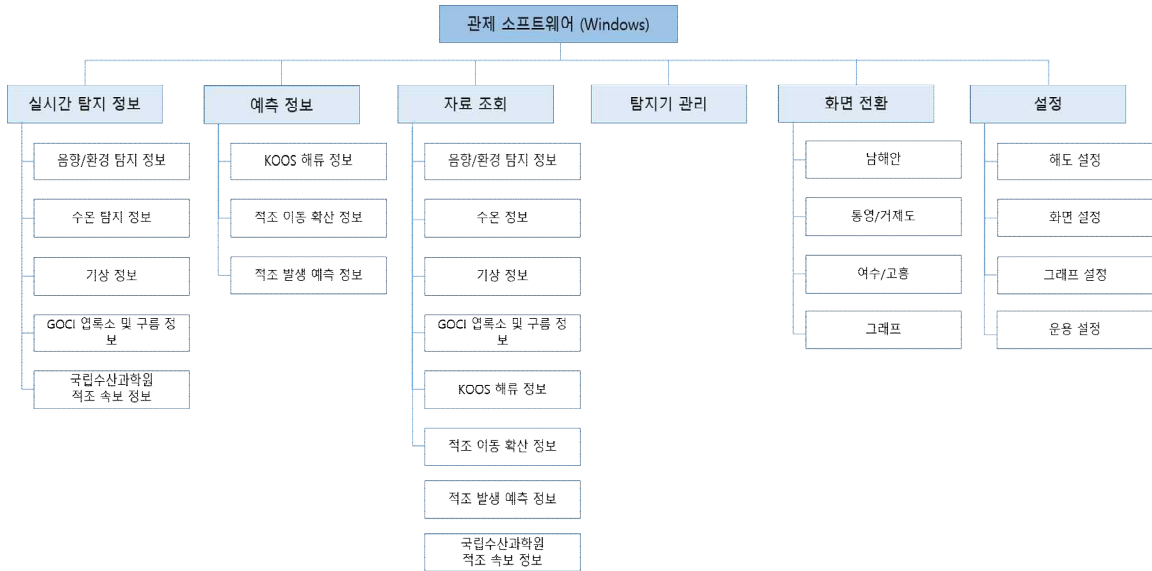 관제 소프트웨어 (Windows)
실시간 탐지 정보
음향/환경 탐지 정보
수온 탐지 정보
기상 정보
GOCI 엽록소 및 구름 정
보
국립수산과학원
적조 속보 정보
예측 정보
KOOS 해류 정보
적조 이동 확산 정보
적조 발생 예측 정보
자료 조회
음향/환경 탐지 정보
수온 정보
기상 정보
GOCI 엽록소 및 구름 정
보
KOOS 해류 정보
적조 이동 확산 정보
적조 발생 예측 정보
국립수산과학원
적조 속보 정보
탐지기 관리
화면 전환
남해안
통영/거제도
여수/고흥
그래프
설정
해도 설정
화면 설정
그래프 설정
운용 설정